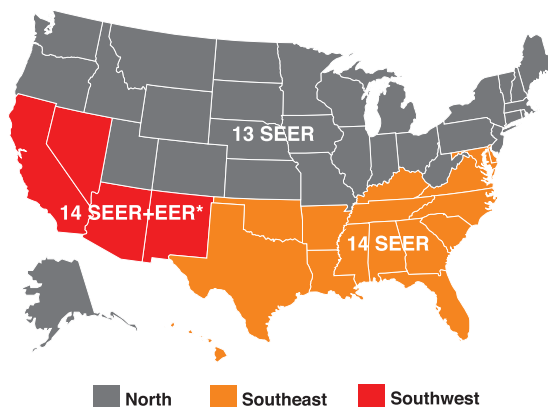 13 SEER
14 SEER+EER*
14 SEER
North
Southeast
Southwest